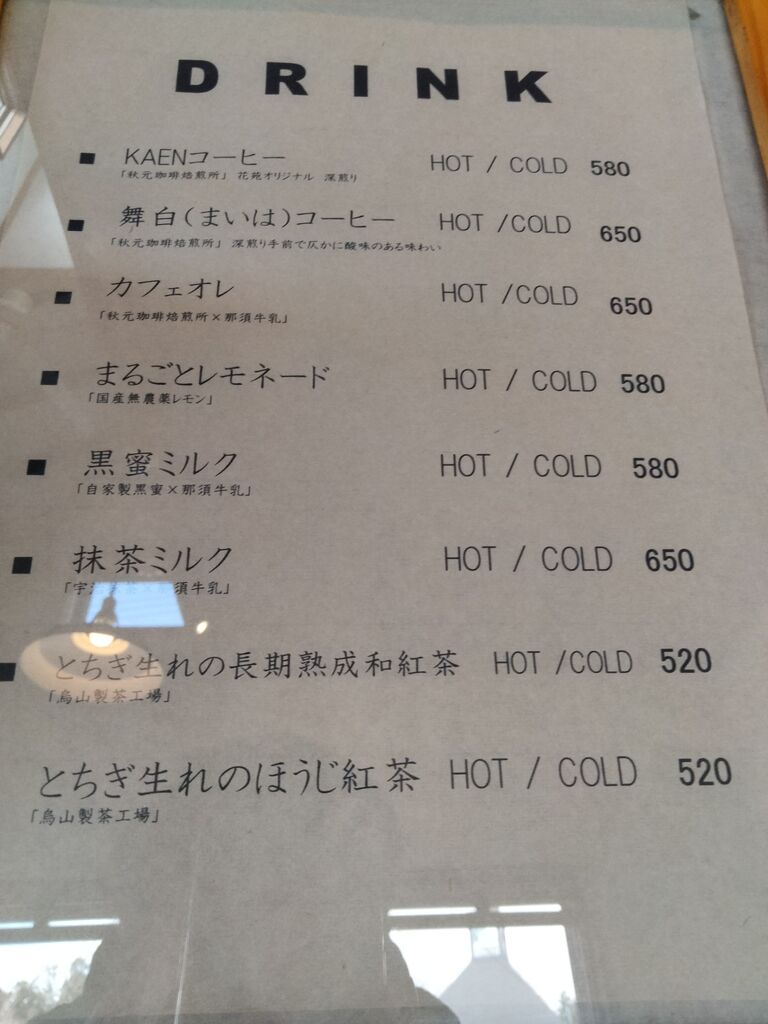 DRINK
■ KAENコーヒー HOT / COLD 580
「秋元珈琲焙煎所」 花苑オリジナル 深煎り
■ 舞白(まいは)コーヒー HOT /COLD 650
「秋元珈琲焙煎所」 深煎り手前で仄かに酸味のある味わい
■ カフェオレ HOT /COLD 650
「秋元珈琲焙煎所×那須牛乳」
■ まるごとレモネード HOT / COLD 580
「国産無農薬レモン」
■ 黒蜜ミルク HOT / COLD 580
「自家製黒蜜×那須牛乳」
■ 抹茶ミルク HOT / COLD 650
「宇治抹茶×那須牛乳」
■ とちぎ生れの長期熟成和紅茶 HOT /COLD 520
「烏山製茶工場」
とちぎ生れのほうじ紅茶 HOT / COLD 520
「烏山製茶工場」